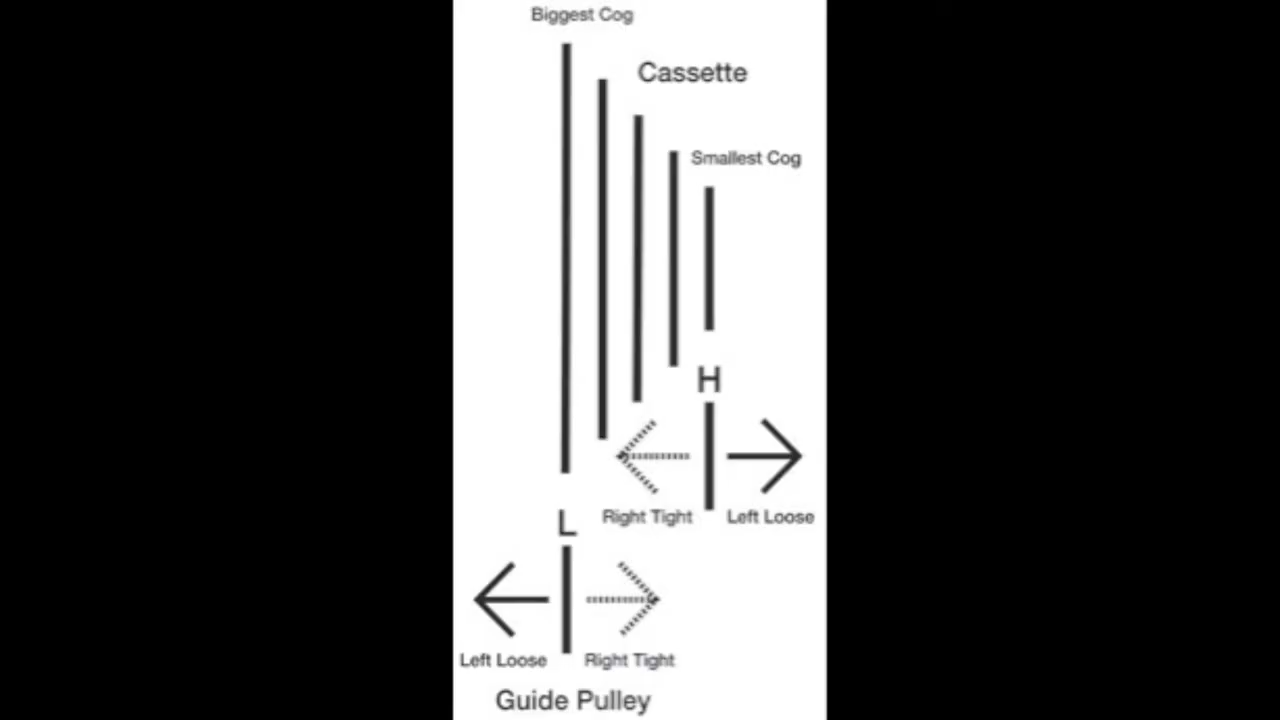 Biggest Cog
Cassette
Smallest Cog
H
Right Tight
Left Loose
L
Left Loose
Right Tight
Guide Pulley